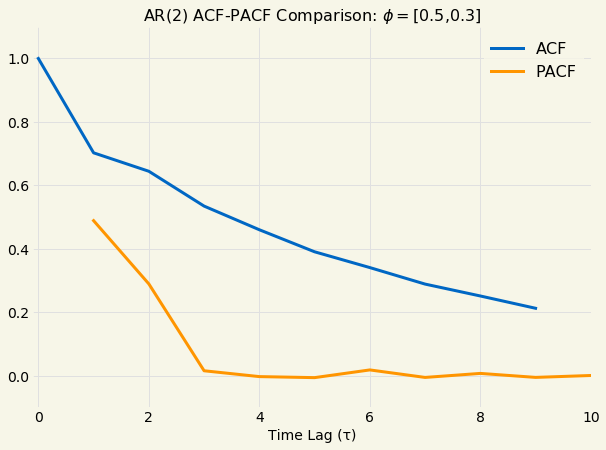 AR(2) ACF-PACF Comparison: ϕ = [0.5,0.3]
ACF
PACF
1.0
0.8
0.6
0.4
0.2
0.0
0 2 4 6 8 10
Time Lag (τ)